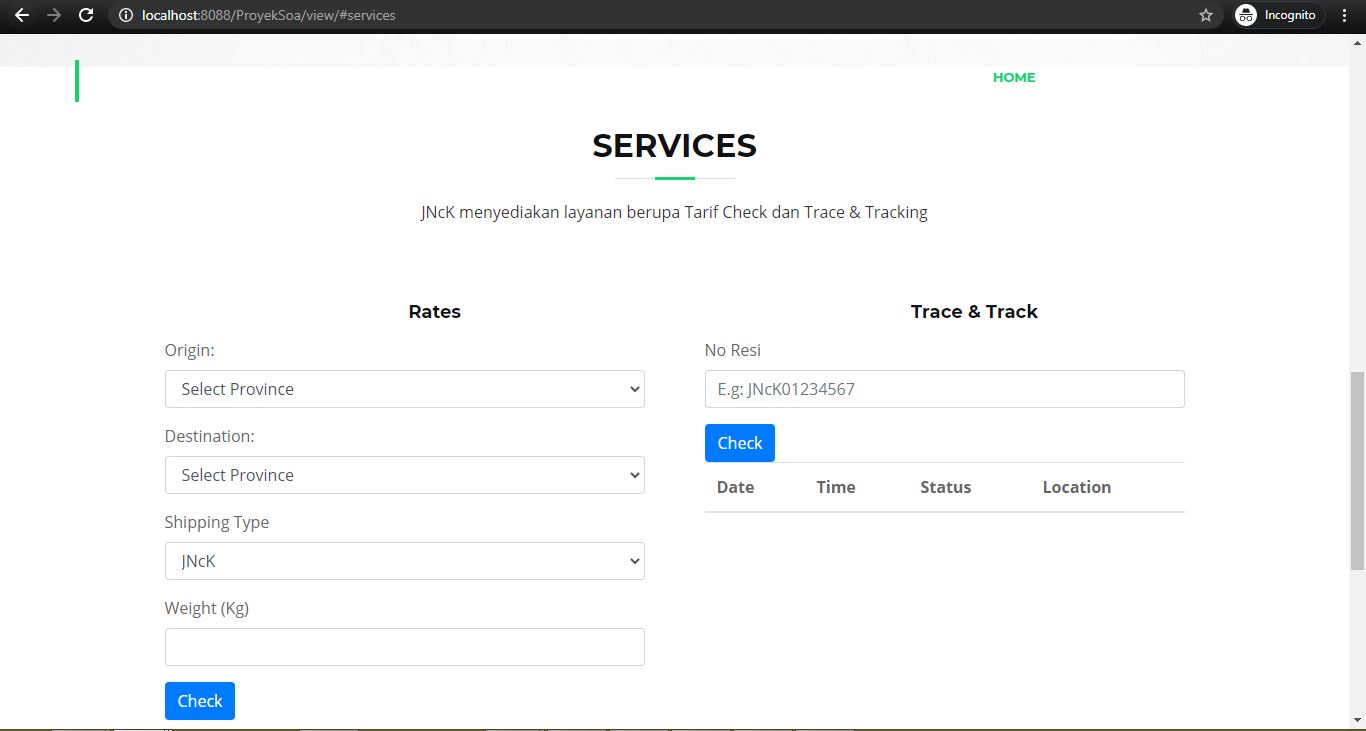 localhost:8088/ProyekSoa/view/#services
Incognito
HOME
SERVICES
JNcK menyediakan layanan berupa Tarif Check dan Trace & Tracking
Rates
Origin:
Select Province
Destination:
Select Province
Shipping Type
JNcK
Weight (Kg)
Check
Trace & Track
No Resi
E.g: JNcK01234567
Check
Date Time Status Location